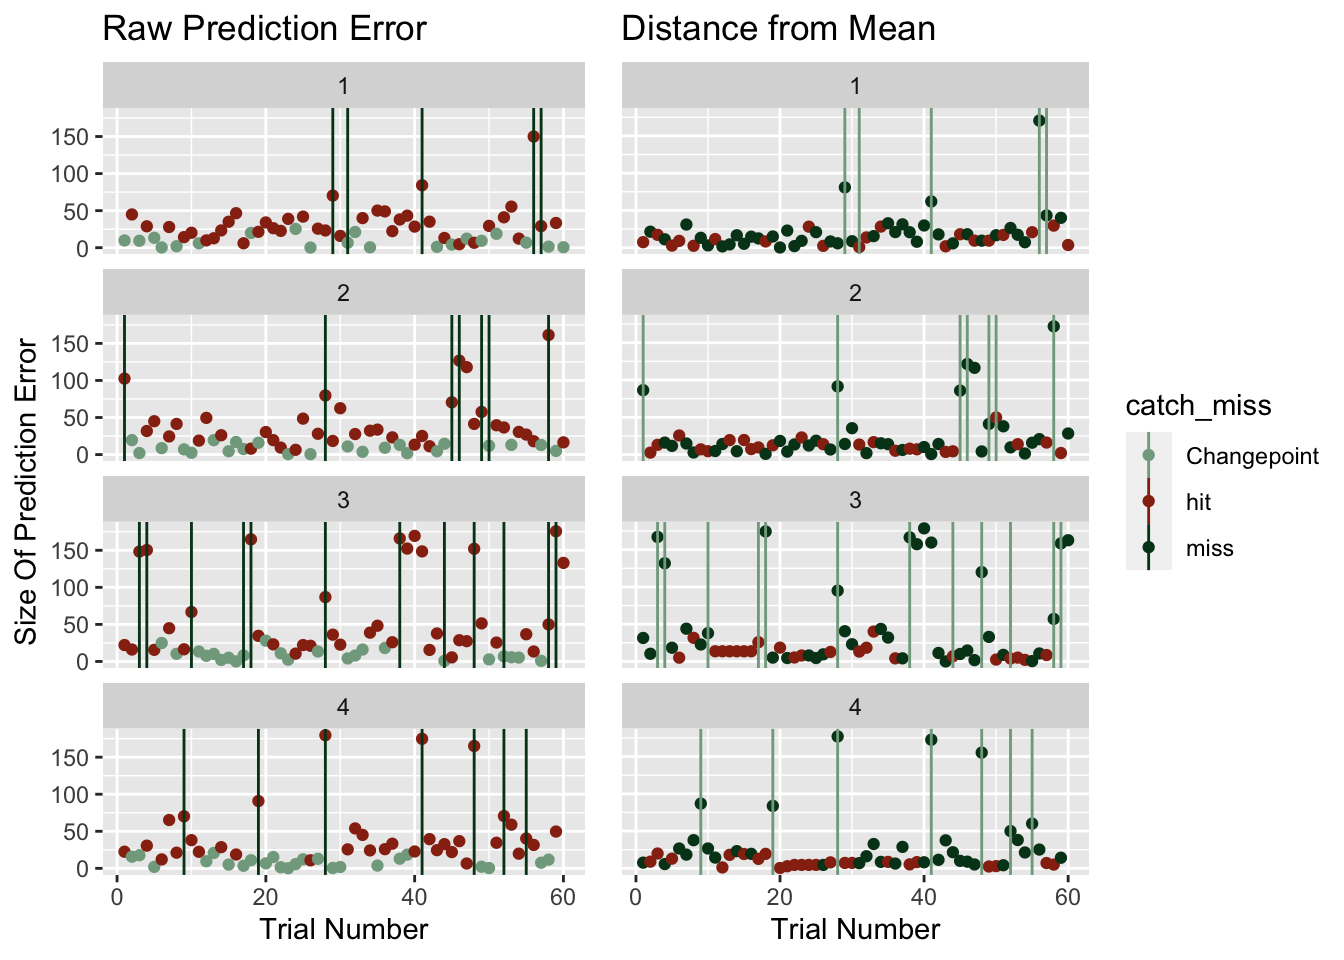 Raw Prediction Error
Distance from Mean
1
1
150
100
50
0
2
2
150
100
50
0
3
3
150
100
50
0
4
4
150
100
50
0
0 20 40 60
0 20 40 60
Trial Number
Trial Number
Size Of Prediction Error
catch_miss
Changepoint
hit
miss